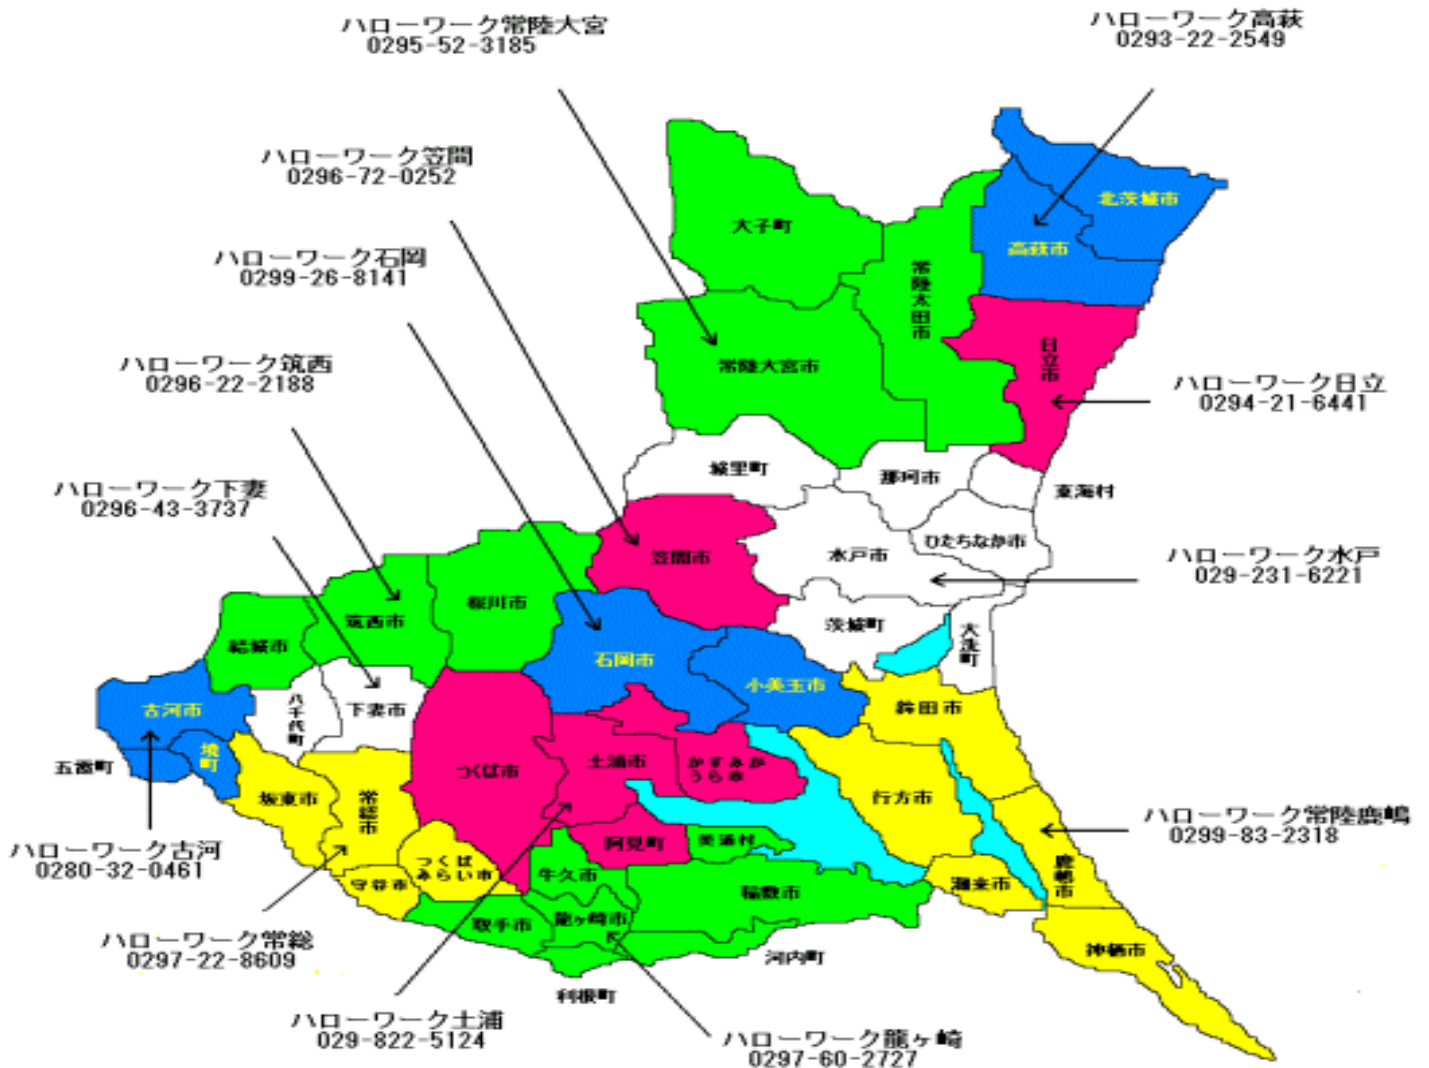 ハローワーク常陸大宮
0295-52-3185
ハローワーク高萩
0293-22-2549
ハローワーク笠間
0296-72-0252
ハローワーク石岡
0299-26-8141
ハローワーク筑西
0296-22-2188
ハローワーク下妻
0296-43-3737
ハローワーク日立
0294-21-6441
ハローワーク水戸
029-231-6221
ハローワーク常陸鹿嶋
0299-83-2318
ハローワーク古河
0280-32-0461
ハローワーク常総
0297-22-8609
ハローワーク土浦
029-822-5124
ハローワーク龍ヶ崎
0297-60-2727
大子町
北茨城市
高萩市
常陸太田市
日立市
常陸大宮市
城里町
那珂市
東海村
ひたちなか市
水戸市
笠間市
茨城町
大洗町
桜川市
筑西市
結城市
石岡市
小美玉市
鉾田市
古河市
八千代町
下妻市
五霞町
境町
つくば市
土浦市
かすみが
うら市
行方市
坂東市
常総市
阿見町
美浦村
鹿嶋市
守谷市
つくば
みらい市
牛久市
稲敷市
潮来市
取手市
龍ヶ崎市
河内町
神栖市
利根町